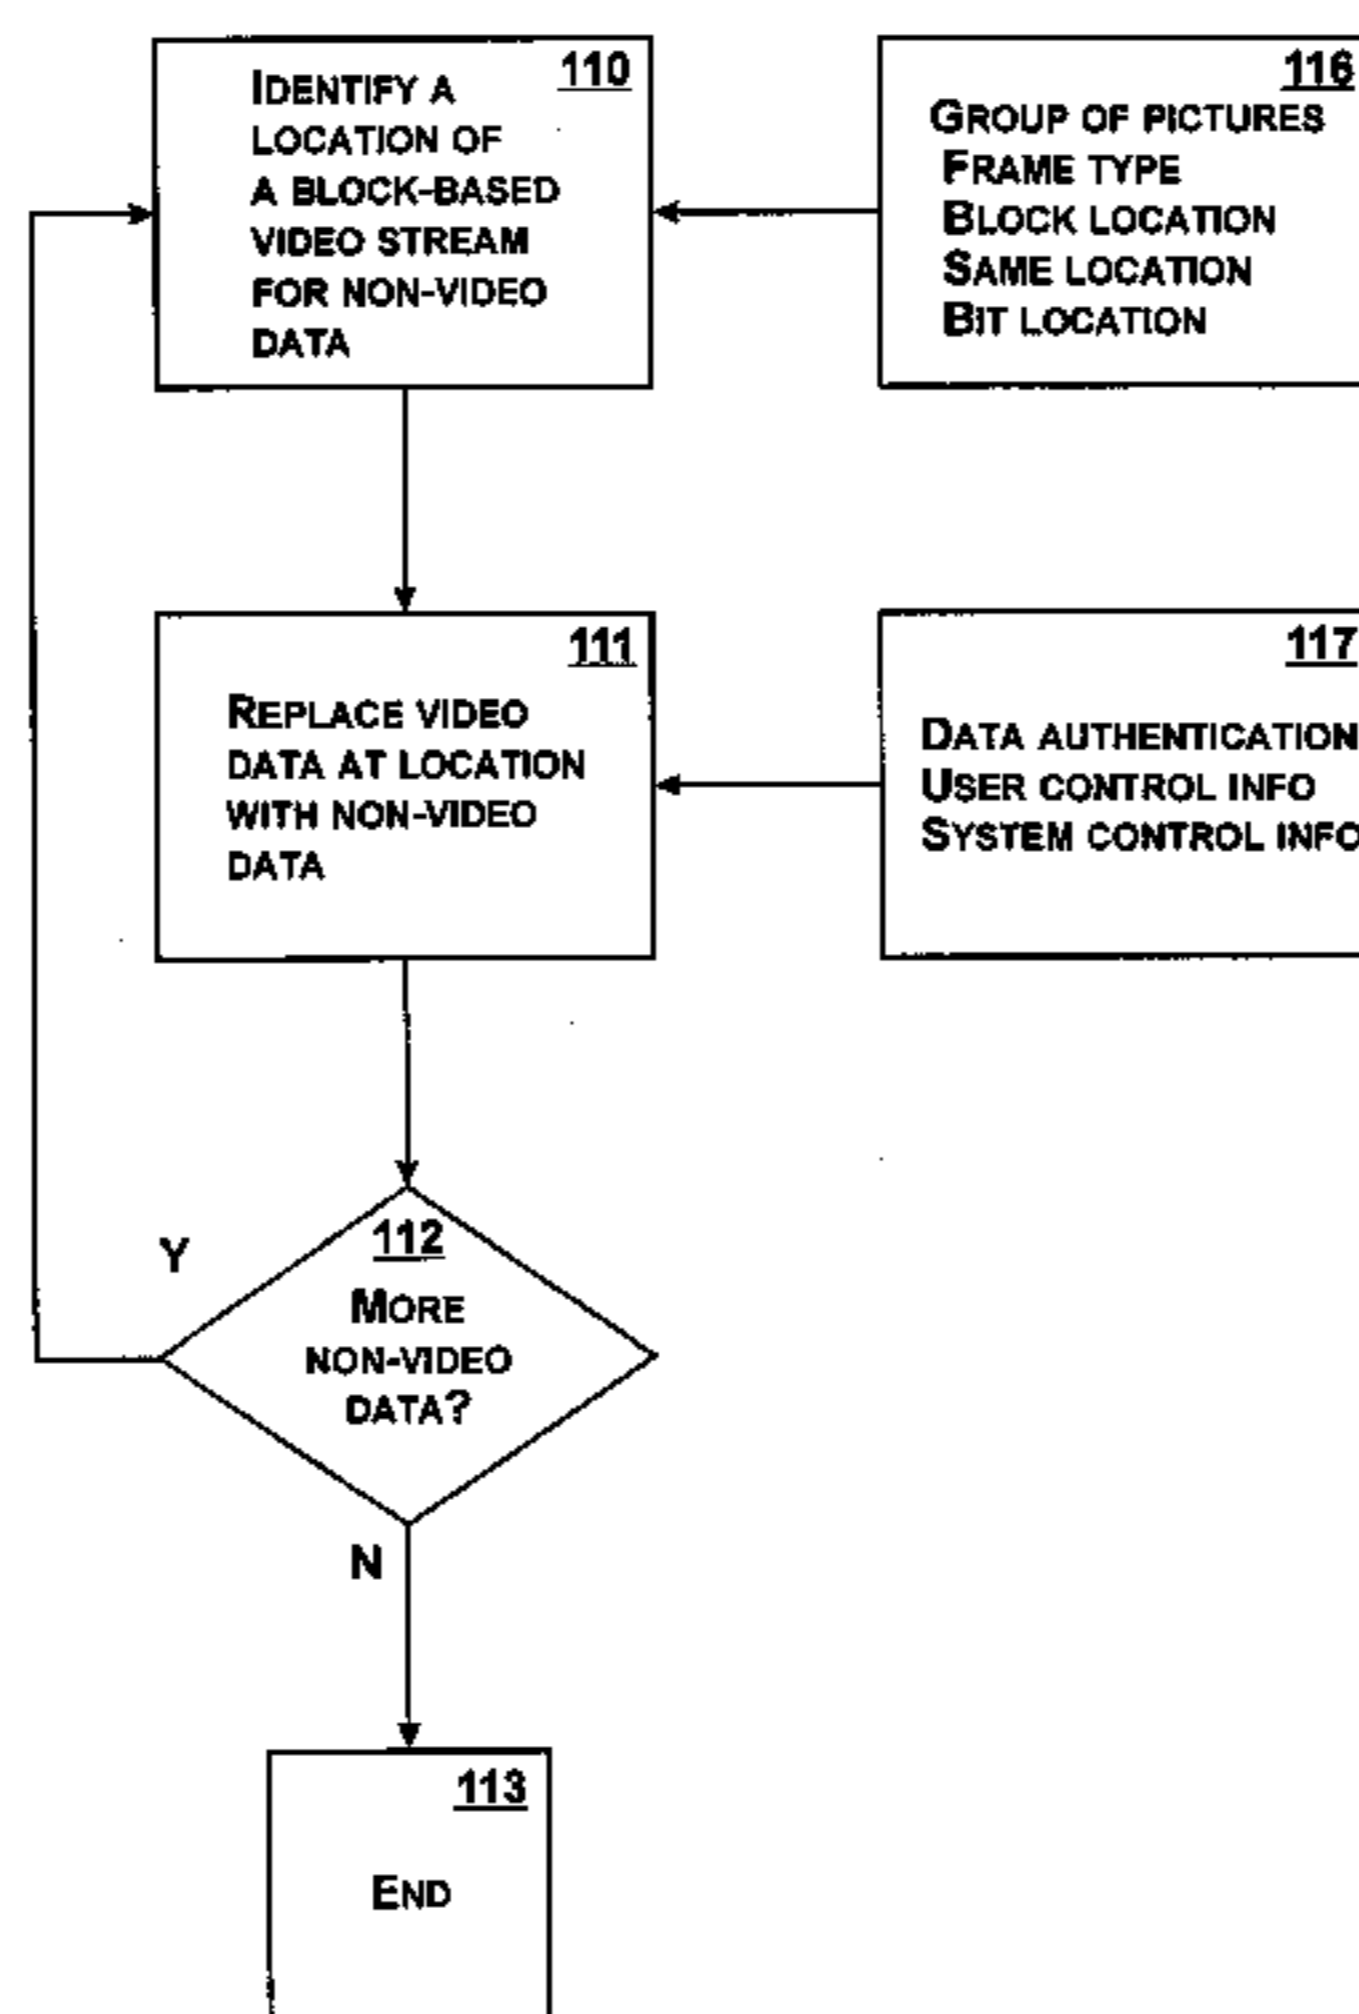 110
IDENTIFY A
LOCATION OF
A BLOCK-BASED
VIDEO STREAM
FOR NON-VIDEO
DATA
116
GROUP OF PICTURES
FRAME TYPE
BLOCK LOCATION
SAME LOCATION
BIT LOCATION
111
REPLACE VIDEO
DATA AT LOCATION
WITH NON-VIDEO
DATA
117
DATA AUTHENTICATION
USER CONTROL INFO
SYSTEM CONTROL INFO
Y
112
MORE
NON-VIDEO
DATA?
N
113
END